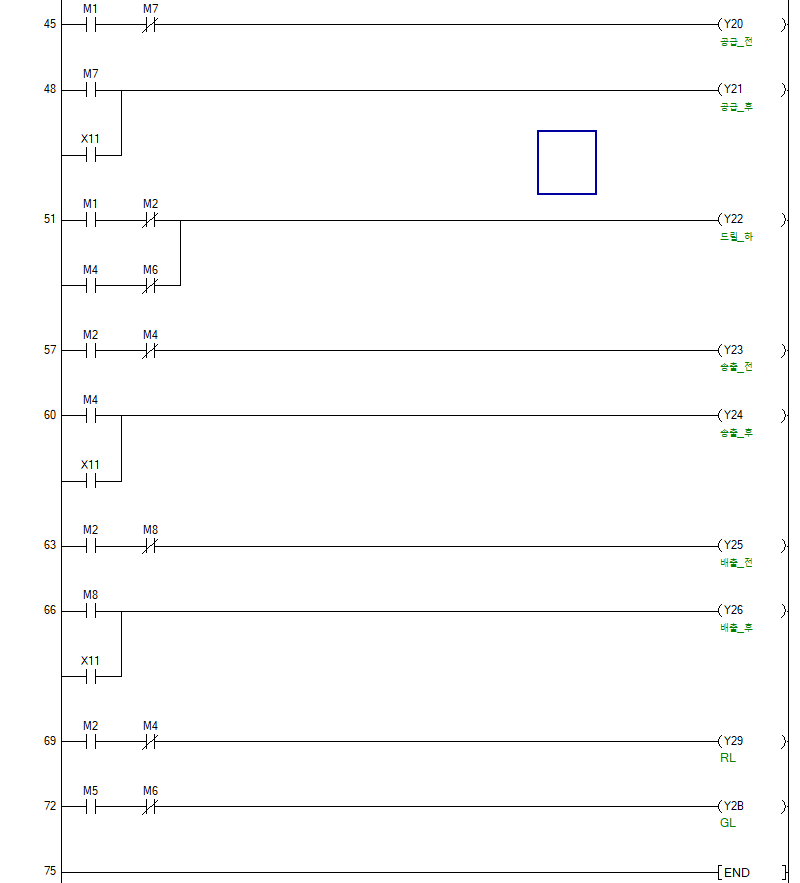 M1 M7
45 (Y20 )
공급_전
M7
48 (Y21 )
공급_후
X11
M1 M2
51 (Y22 )
드릴_하
M4 M6
M2 M4
57 (Y23 )
송출_전
M4
60 (Y24 )
송출_후
X11
M2 M8
63 (Y25 )
배출_전
M8
66 (Y26 )
배출_후
X11
M2 M4
69 (Y29 )
RL
M5 M6
72 (Y2B )
GL
75 [END ]